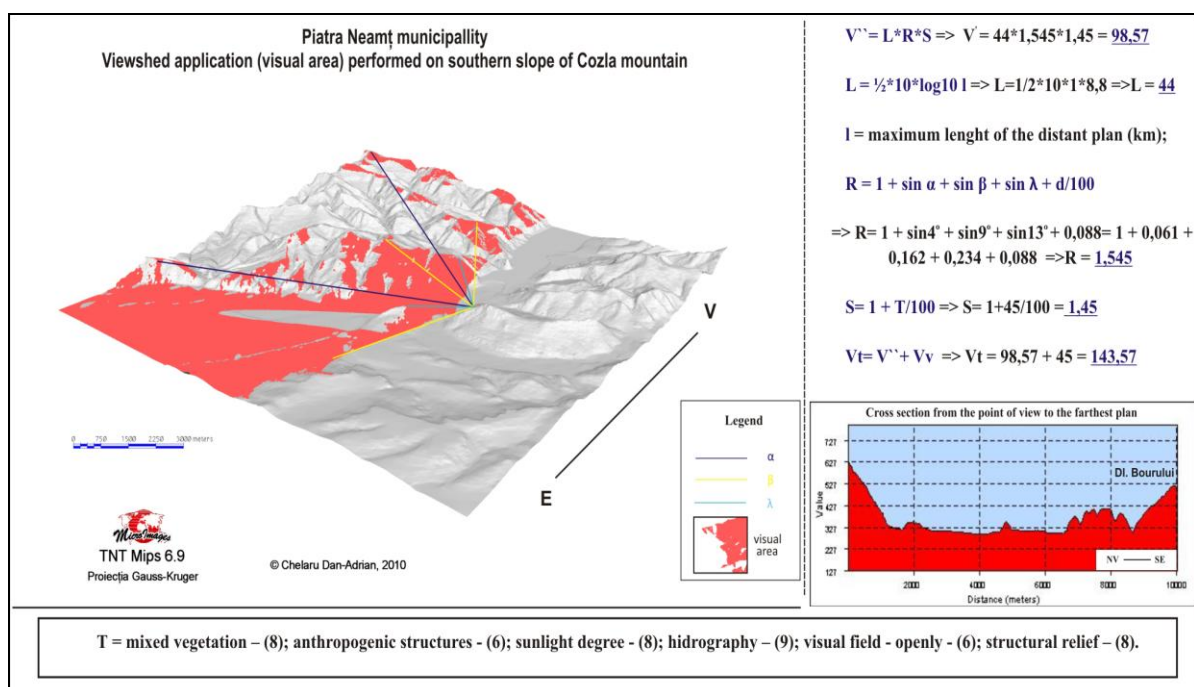 Piatra Neamț municipallity
Viewshed application (visual area) performed on southern slope of Cozla mountain
V
E
0 750 1500 2250 3000 meters
MicroImages
TNT Mips 6.9
Proiecția Gauss-Kruger
© Chelaru Dan-Adrian, 2010
Legend
α
β
λ
visual
area
V``= L*R*S => V΄= 44*1,545*1,45 = 98,57
L = ½*10*log10 l => L=1/2*10*1*8,8 =>L = 44
l = maximum lenght of the distant plan (km);
R = 1 + sin α + sin β + sin λ + d/100
=> R= 1 + sin4˚ + sin9˚ + sin13˚ + 0,088= 1 + 0,061 +
0,162 + 0,234 + 0,088 =>R = 1,545
S= 1 + T/100 => S= 1+45/100 = 1,45
Vt= V``+ Vv => Vt = 98,57 + 45 = 143,57
Cross section from the point of view to the farthest plan
Value
727
627
527
427
327
227
127
Dl. Bourului
NV SE
2000 4000 6000 8000 10000
Distance (meters)
T = mixed vegetation – (8); anthropogenic structures - (6); sunlight degree - (8); hidrography – (9); visual field - openly - (6); structural relief – (8).